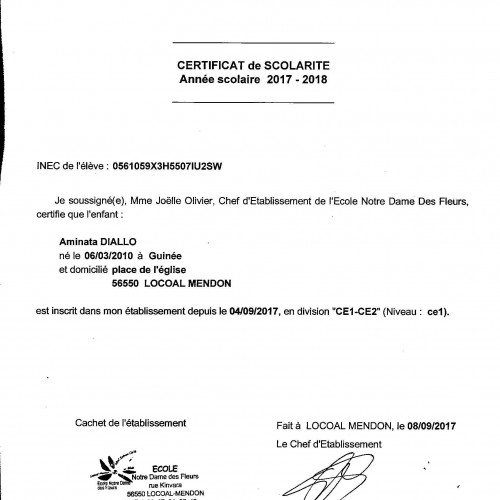 CERTIFICAT de SCOLARITE
Année scolaire 2017 - 2018
INEC de l'élève : 0561059X3H5507IU2SW
Je soussigné(e), Mme Joëlle Olivier, Chef d'Etablissement de l'Ecole Notre Dame Des Fleurs,
certifie que l'enfant :
Aminata DIALLO
né le 06/03/2010 à Guinée
et domicilié place de l'église
56550 LOCOAL MENDON
est inscrit dans mon établissement depuis le 04/09/2017, en division "CE1-CE2" (Niveau : ce1).
Cachet de l'établissement
Fait à LOCOAL MENDON, le 08/09/2017
Le Chef d'Etablissement
Ecole Notre Dame
des Fleurs
ECOLE
Notre Dame des Fleurs
rue Kinvara
56550 LOCOAL-MENDON